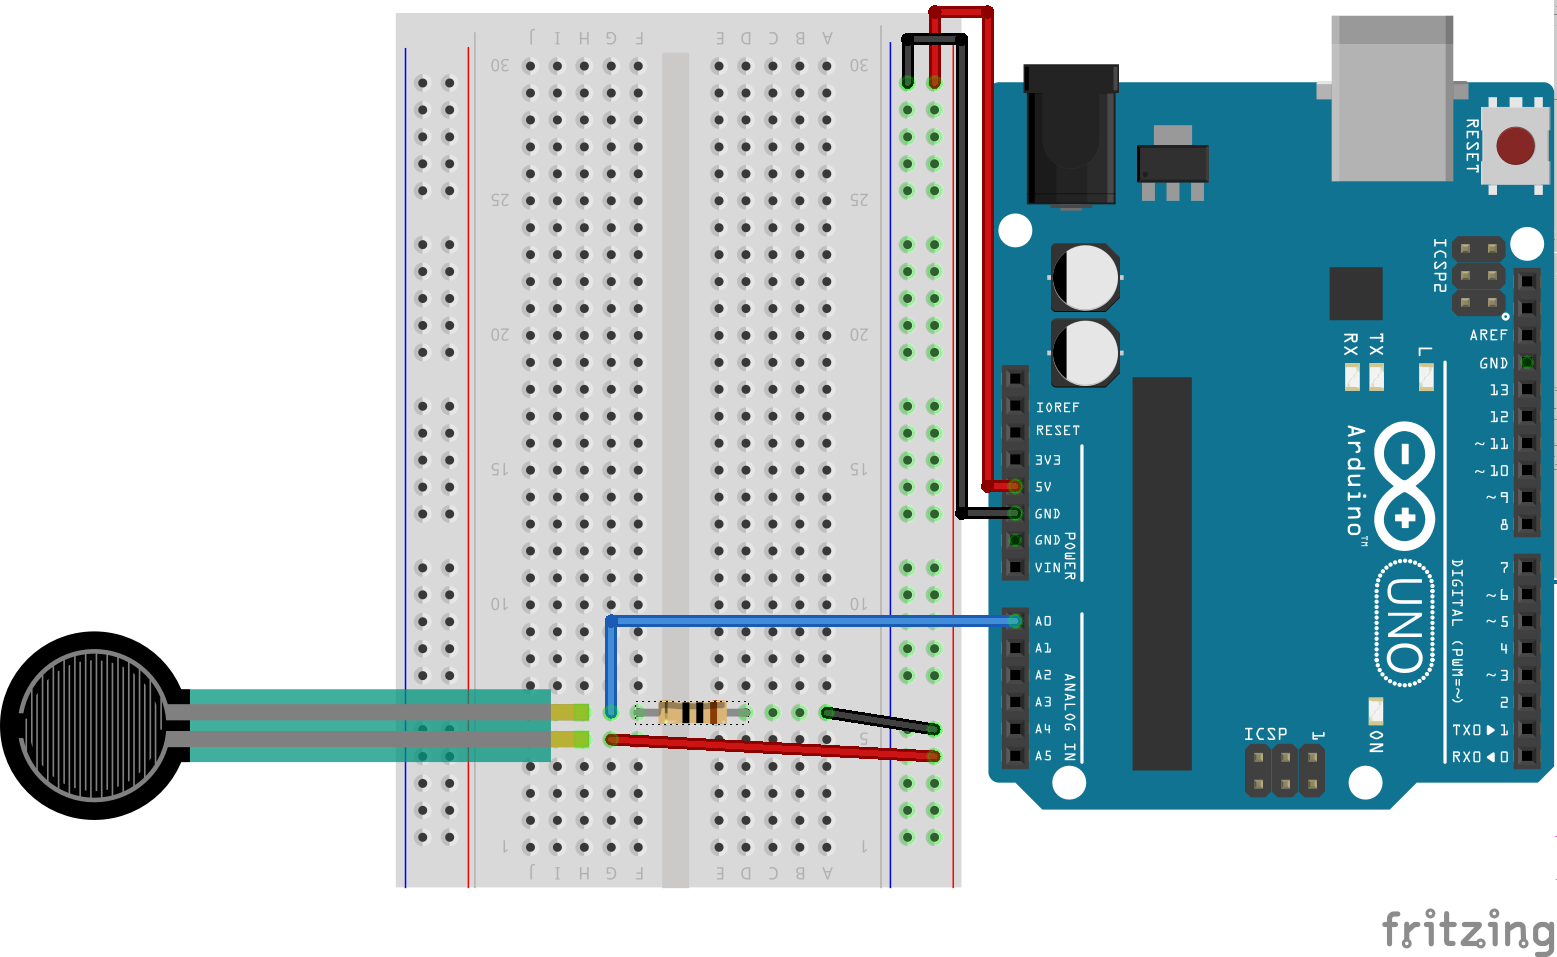 J I H G F E D C B A
30 30
25 25
20 20
15 15
10 10
5
1 1
J I H G F E D C B A
RESET
ICSP2
IOREF
RESET
3V3
5V
GND
GND
VIN
POWER
A0
A1
A2
A3
A4
A5
ANALOG IN
RX
TX
L
Arduino™
UNO
AREF
GND
13
12
~11
~10
~9
8
7
~6
~5
4
~3
2
TX0▶1
RX0◀0
DIGITAL (PWM=~)
ON
ICSP
1
fritzing